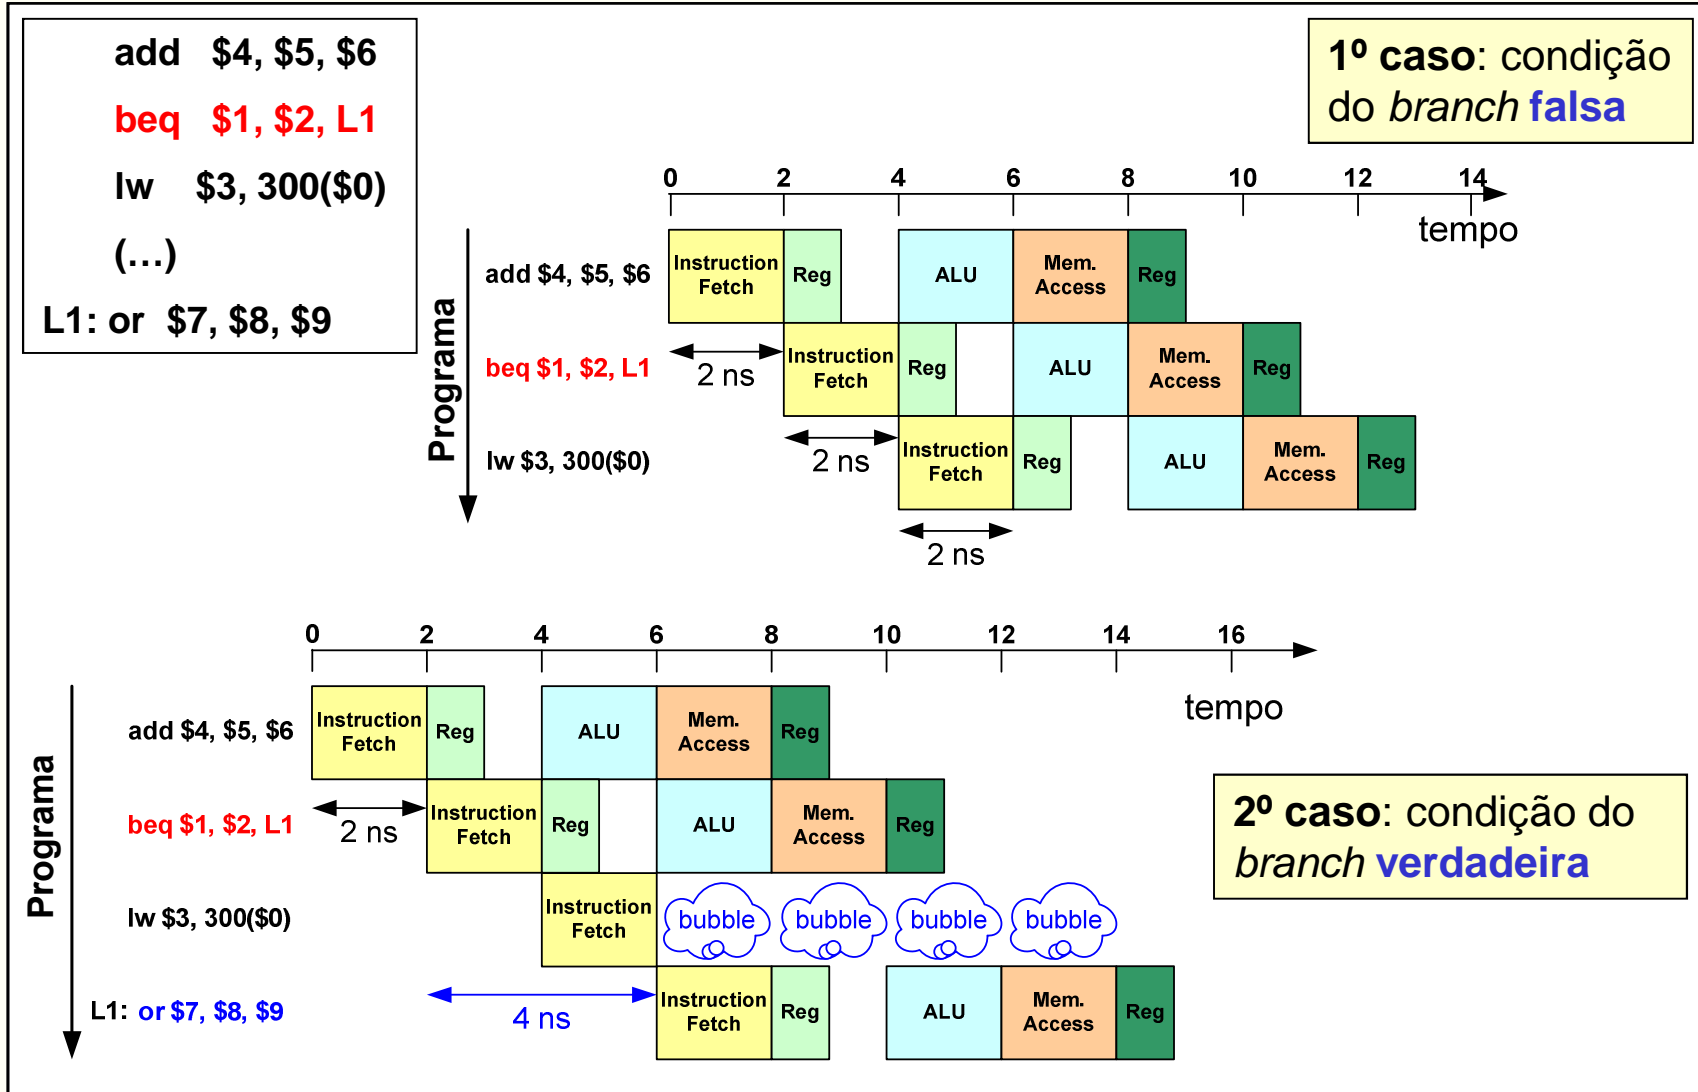 add $4, $5, $6
beq $1, $2, L1
lw $3, 300($0)
(…)
L1: or $7, $8, $9
1º caso: condição
do branch falsa
0 2 4 6 8 10 12 14
tempo
Programa
add $4, $5, $6
Instruction
Fetch
Reg
ALU
Mem.
Access
Reg
beq $1, $2, L1
2 ns
Instruction
Fetch
Reg
ALU
Mem.
Access
Reg
lw $3, 300($0)
2 ns
Instruction
Fetch
Reg
ALU
Mem.
Access
Reg
2 ns
0 2 4 6 8 10 12 14 16
tempo
Programa
add $4, $5, $6
Instruction
Fetch
Reg
ALU
Mem.
Access
Reg
beq $1, $2, L1
2 ns
Instruction
Fetch
Reg
ALU
Mem.
Access
Reg
2º caso: condição do
branch verdadeira
lw $3, 300($0)
Instruction
Fetch
bubble
bubble
bubble
bubble
L1: or $7, $8, $9
4 ns
Instruction
Fetch
Reg
ALU
Mem.
Access
Reg